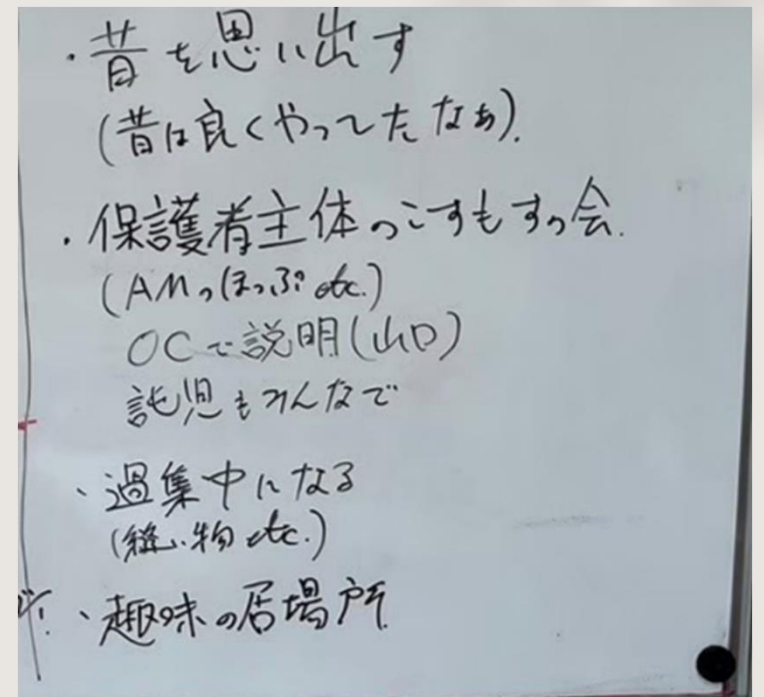 ・昔を思い出す
(昔は良くやってたなぁ).
・保護者主体のこすもすの会.
(AMのほっぷetc.)
OCで説明(山口)
託児もみんなで
・過集中になる
(縫い物etc.)
・趣味の居場所